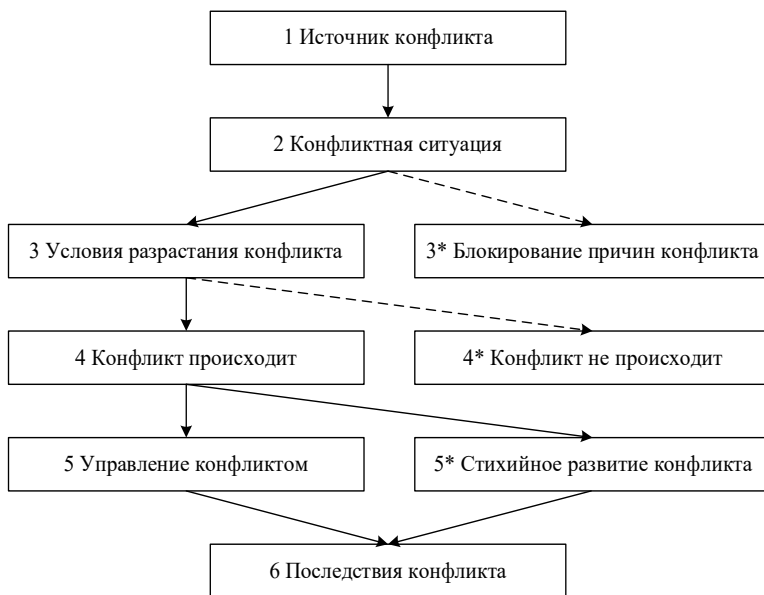 1 Источник конфликта
2 Конфликтная ситуация
3 Условия разрастания конфликта
3* Блокирование причин конфликта
4 Конфликт происходит
4* Конфликт не происходит
5 Управление конфликтом
5* Стихийное развитие конфликта
6 Последствия конфликта